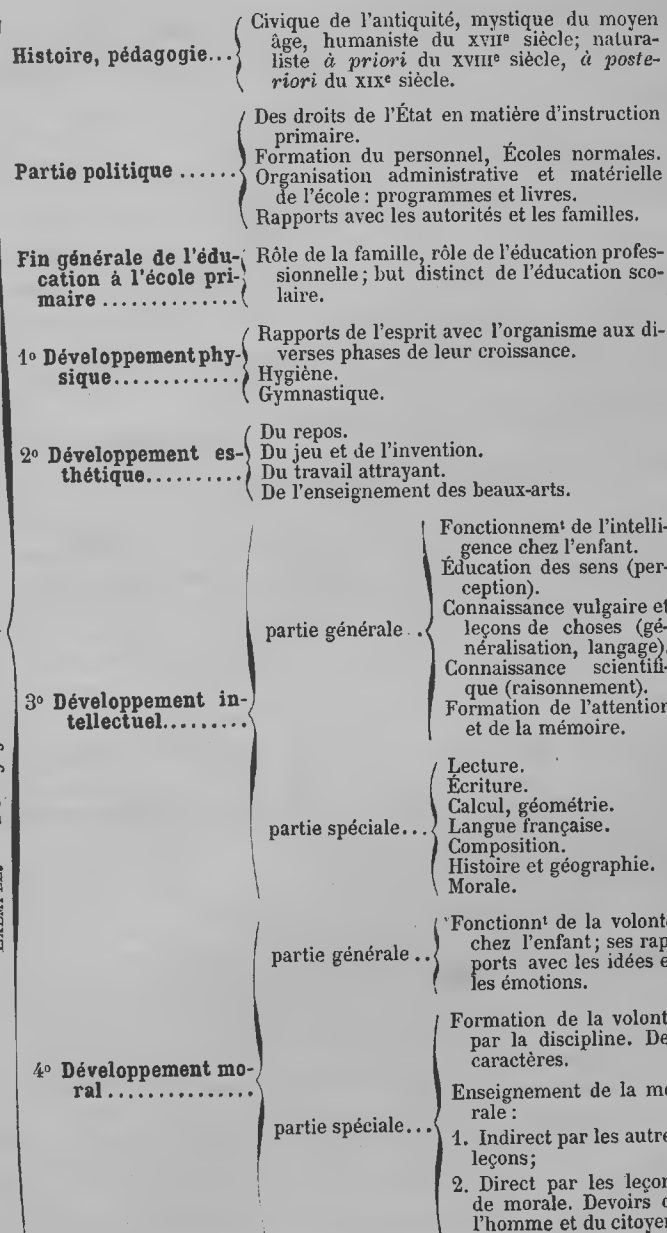 Histoire, pédagogie...
Civique de l'antiquité, mystique du moyen
âge, humaniste du XVIIᵉ siècle; natura-
liste à priori du XVIIIᵉ siècle, à poste-
riori du XIXᵉ siècle.
Partie politique ......
Des droits de l'État en matière d'instruction
primaire.
Formation du personnel, Écoles normales.
Organisation administrative et matérielle
de l'école : programmes et livres.
Rapports avec les autorités et les familles.
Fin générale de l'édu-
cation à l'école pri-
maire ..............
Rôle de la famille, rôle de l'éducation profes-
sionnelle; but distinct de l'éducation sco-
laire.
1º Développement phy-
sique.............
Rapports de l'esprit avec l'organisme aux di-
verses phases de leur croissance.
Hygiène.
Gymnastique.
2º Développement es-
thétique..........
Du repos.
Du jeu et de l'invention.
Du travail attrayant.
De l'enseignement des beaux-arts.
3º Développement in-
tellectuel.........
partie générale ..
Fonctionnemᵗ de l'intelli-
gence chez l'enfant.
Éducation des sens (per-
ception).
Connaissance vulgaire et
leçons de choses (gé-
néralisation, langage).
Connaissance scientifi-
que (raisonnement).
Formation de l'attention
et de la mémoire.
partie spéciale...
Lecture.
Écriture.
Calcul, géométrie.
Langue française.
Composition.
Histoire et géographie.
Morale.
4º Développement mo-
ral ...............
partie générale ..
Fonctionnᵗ de la volont
chez l'enfant; ses rap
ports avec les idées e
les émotions.
partie spéciale...
Formation de la volont
par la discipline. De
caractères.
Enseignement de la mo
rale :
1. Indirect par les autre
leçons;
2. Direct par les leçon
de morale. Devoirs d
l'homme et du citoyen